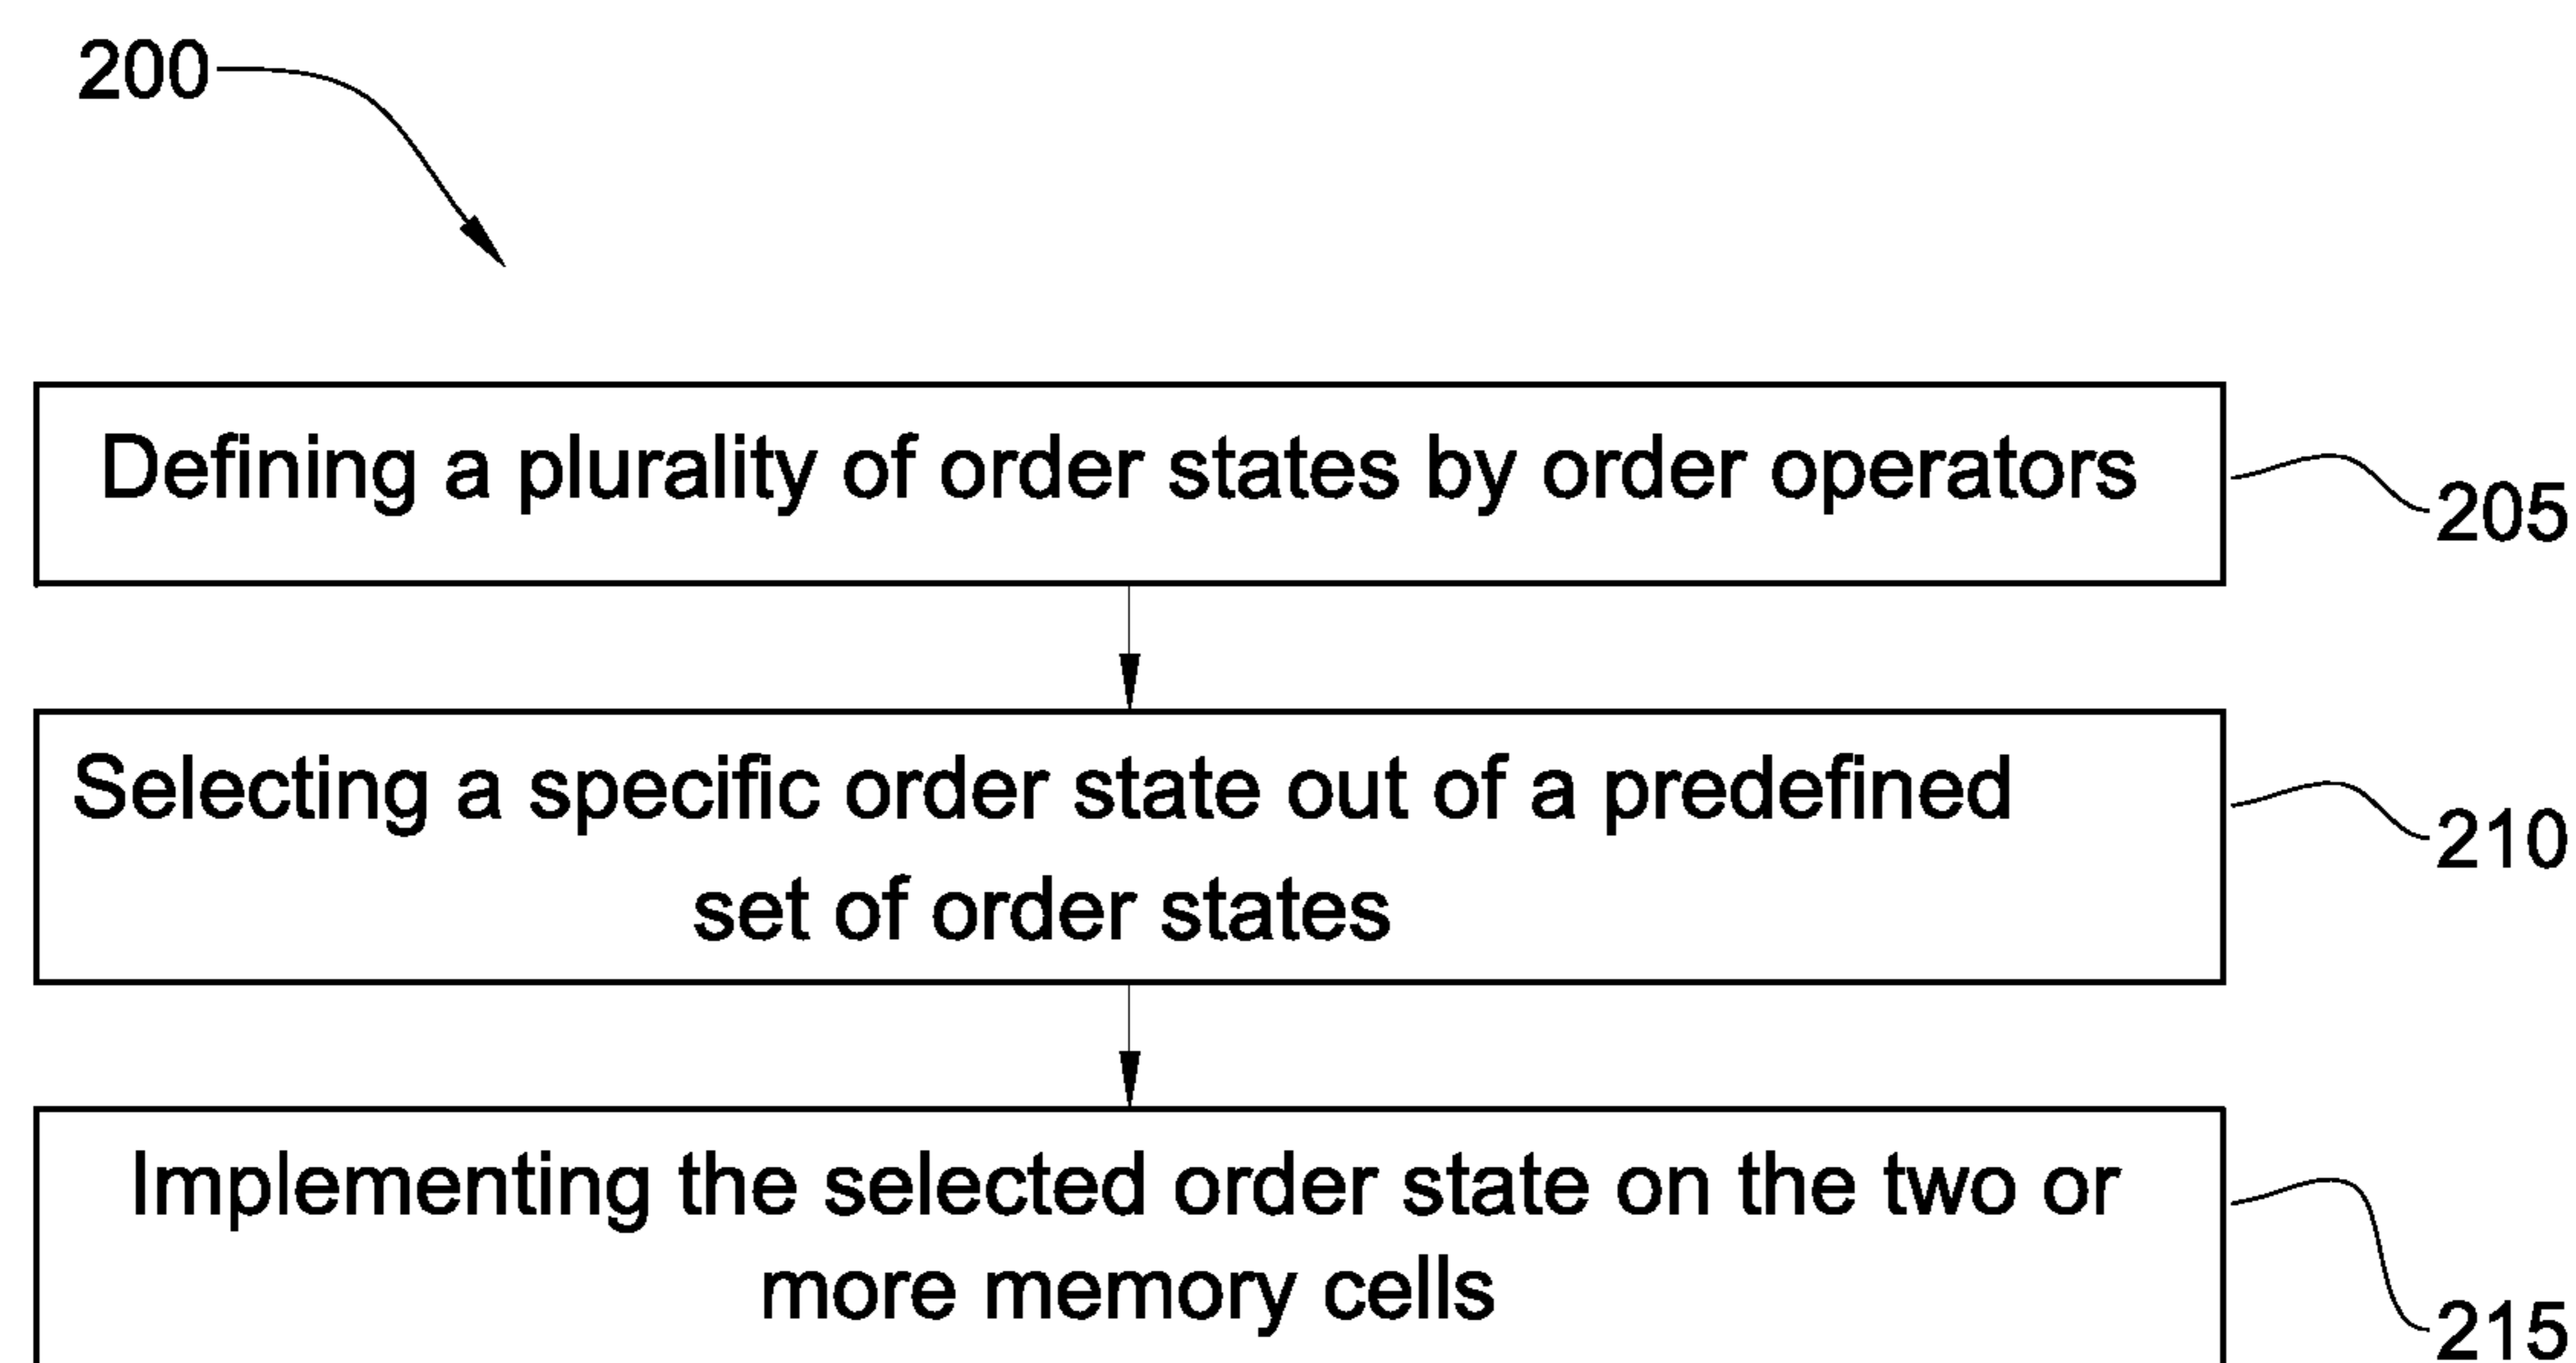 200
Defining a plurality of order states by order operators
205
Selecting a specific order state out of a predefined
set of order states
210
Implementing the selected order state on the two or
more memory cells
215